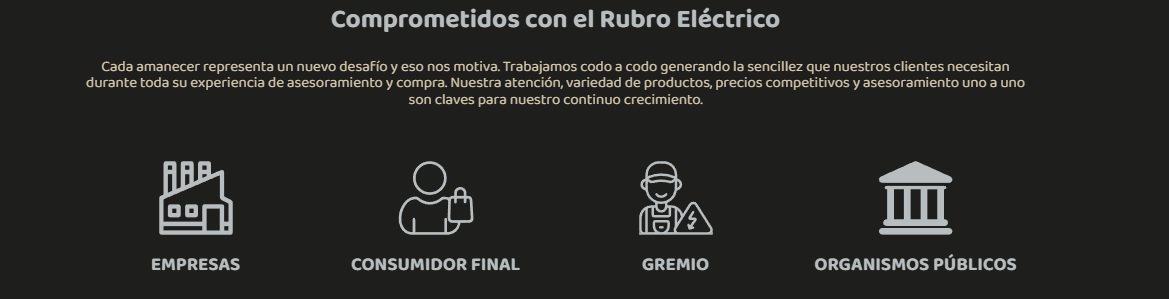 Comprometidos con el Rubro Eléctrico
Cada amanecer representa un nuevo desafío y eso nos motiva. Trabajamos codo a codo generando la sencillez que nuestros clientes necesitan
durante toda su experiencia de asesoramiento y compra. Nuestra atención, variedad de productos, precios competitivos y asesoramiento uno a uno
son claves para nuestro continuo crecimiento.
EMPRESAS
CONSUMIDOR FINAL
GREMIO
ORGANISMOS PÚBLICOS